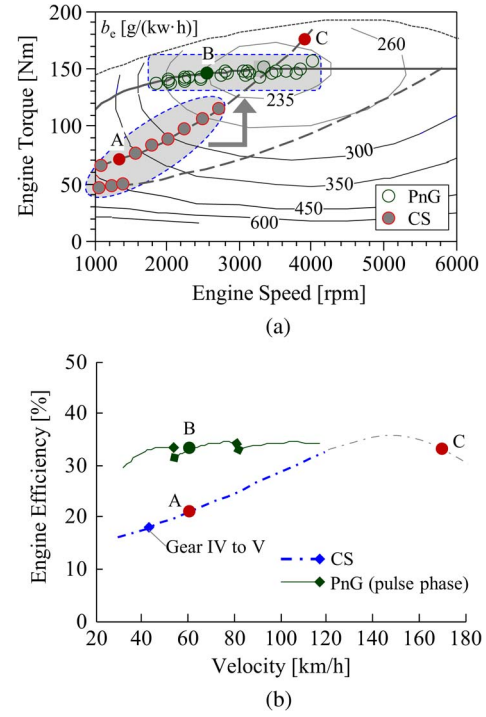 b_e [g/(kw·h)]
C
B
A
260
235
300
350
450
600
PnG
CS
200
150
100
50
0
1000 2000 3000 4000 5000 6000
Engine Torque [Nm]
Engine Speed [rpm]
(a)
50
40
30
20
10
0
Engine Efficiency [%]
B
C
A
Gear IV to V
CS
PnG (pulse phase)
20 40 60 80 100 120 140 160 180
Velocity [km/h]
(b)